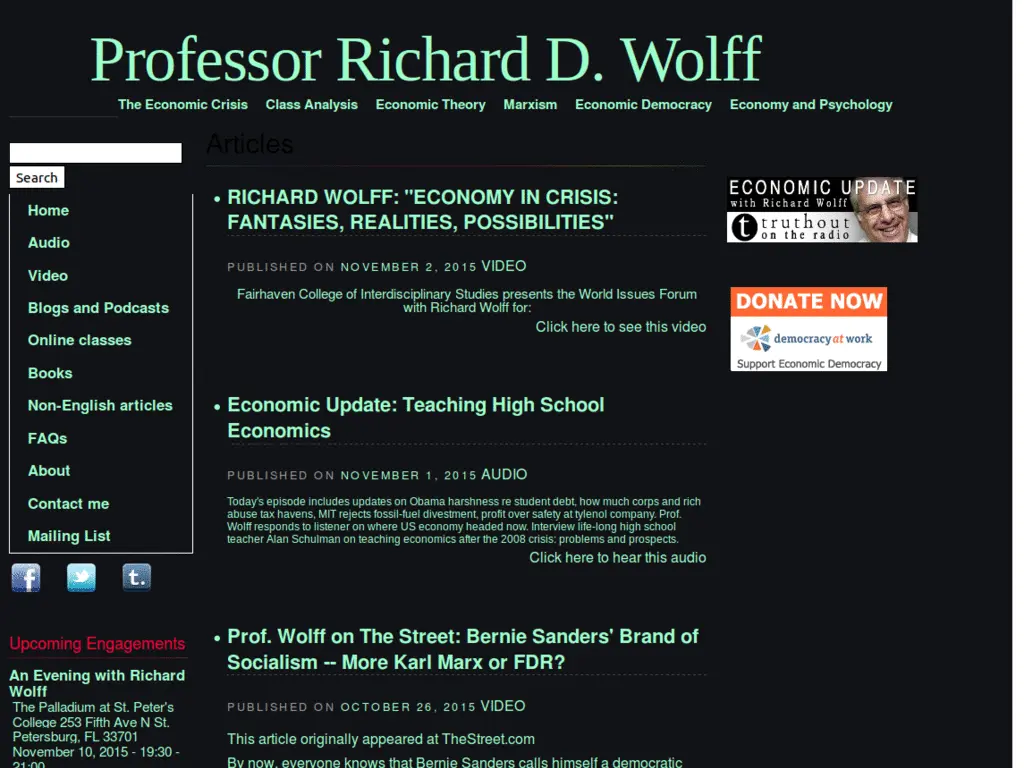 Professor Richard D. Wolff
The Economic Crisis Class Analysis Economic Theory Marxism Economic Democracy Economy and Psychology
Search
Home
Audio
Video
Blogs and Podcasts
Online classes
Books
Non-English articles
FAQs
About
Contact me
Mailing List
f
t.
Upcoming Engagements
An Evening with Richard
Wolff
The Palladium at St. Peter's
College 253 Fifth Ave N St.
Petersburg, FL 33701
November 10, 2015 - 19:30 -
21:00
Articles
RICHARD WOLFF: "ECONOMY IN CRISIS:
FANTASIES, REALITIES, POSSIBILITIES"
PUBLISHED ON NOVEMBER 2, 2015 VIDEO
Fairhaven College of Interdisciplinary Studies presents the World Issues Forum
with Richard Wolff for:
Click here to see this video
Economic Update: Teaching High School
Economics
PUBLISHED ON NOVEMBER 1, 2015 AUDIO
Today's episode includes updates on Obama harshness re student debt, how much corps and rich
abuse tax havens, MIT rejects fossil-fuel divestment, profit over safety at tylenol company. Prof.
Wolff responds to listener on where US economy headed now. Interview life-long high school
teacher Alan Schulman on teaching economics after the 2008 crisis: problems and prospects.
Click here to hear this audio
Prof. Wolff on The Street: Bernie Sanders' Brand of
Socialism -- More Karl Marx or FDR?
PUBLISHED ON OCTOBER 26, 2015 VIDEO
This article originally appeared at TheStreet.com
By now, everyone knows that Bernie Sanders calls himself a democratic
ECONOMIC UPDATE
with Richard Wolff
t truthout
on the radio
DONATE NOW
democracy at work
Support Economic Democracy